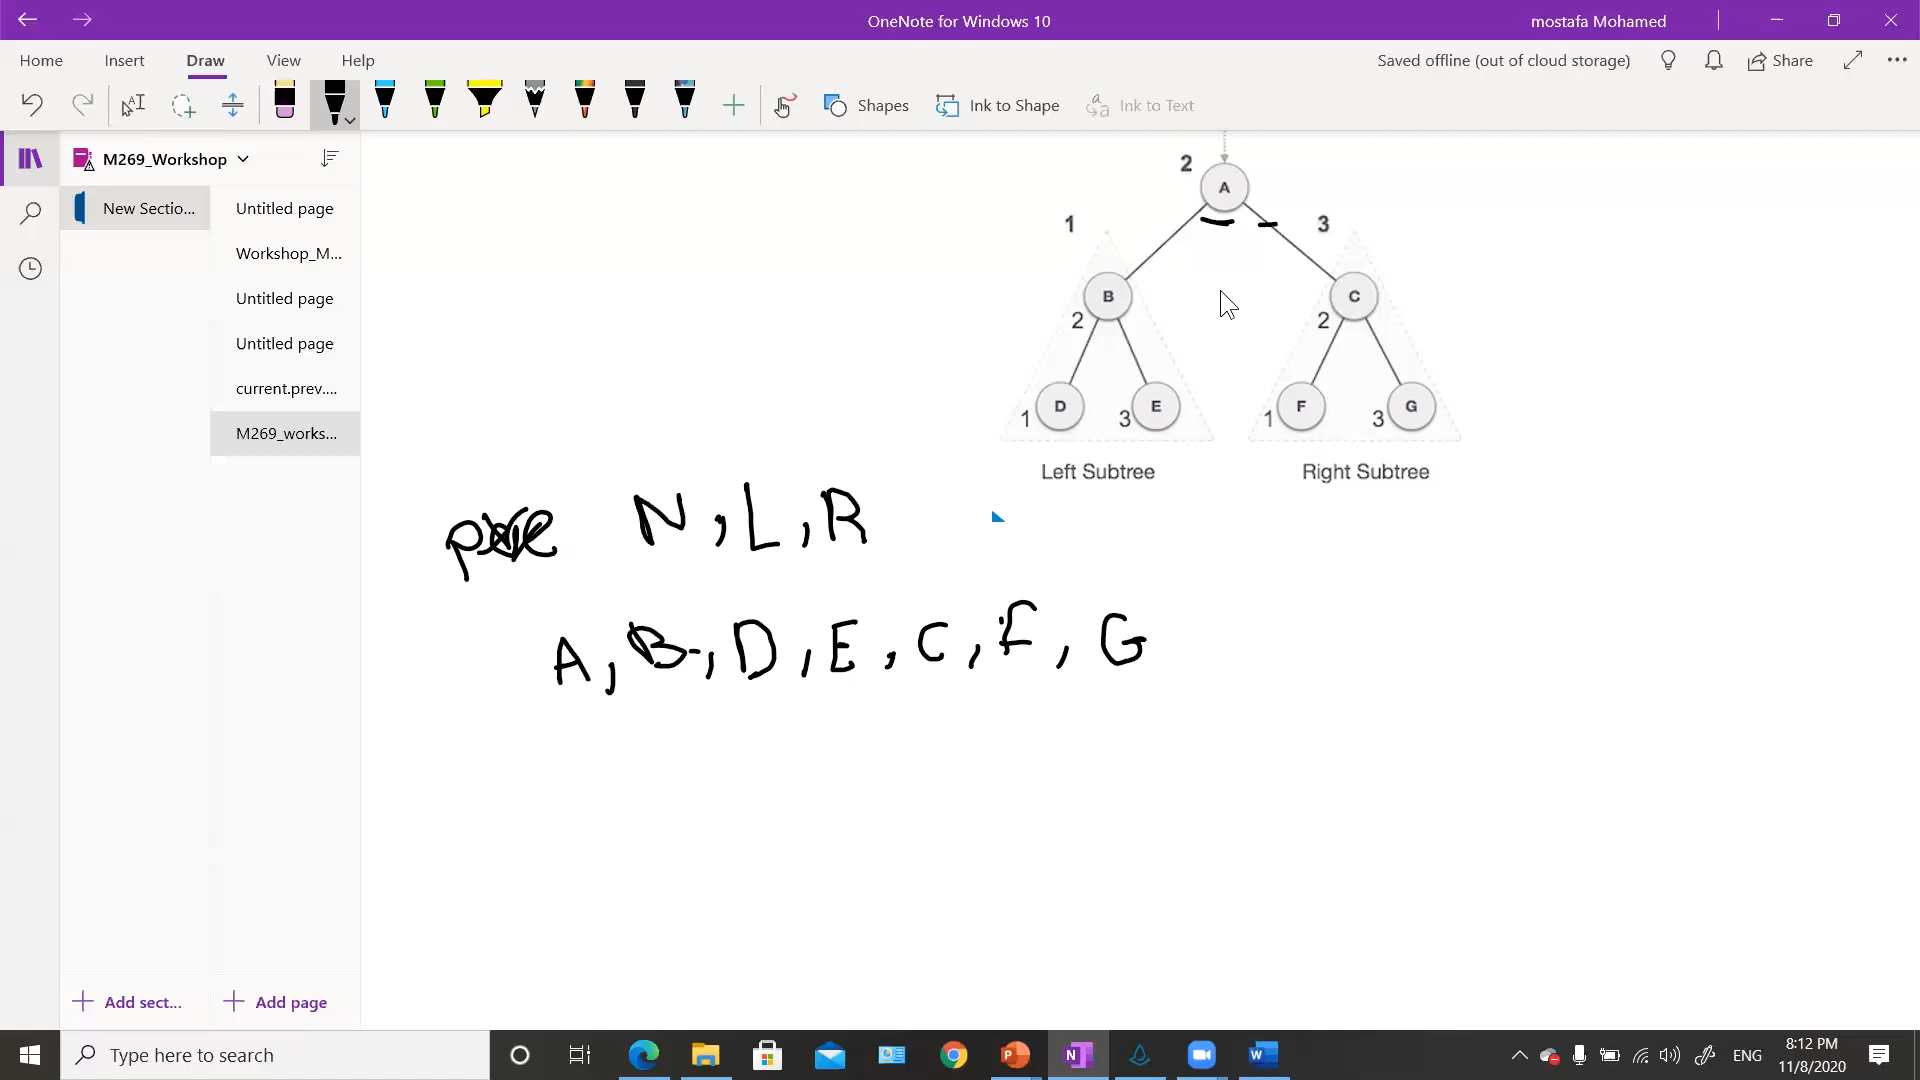 OneNote for Windows 10
mostafa Mohamed
Home Insert Draw View Help
Saved offline (out of cloud storage)
Share
Shapes
Ink to Shape
Ink to Text
M269_Workshop
New Sectio...
Untitled page
Workshop_M...
Untitled page
Untitled page
current.prev....
M269_works...
2 A
1 3
B C
2 2
1 D 3 E 1 F 3 G
Left Subtree Right Subtree
N, L, R
A, B, D, E, C, F, G
Add sect... Add page
Type here to search
ENG
8:12 PM
11/8/2020